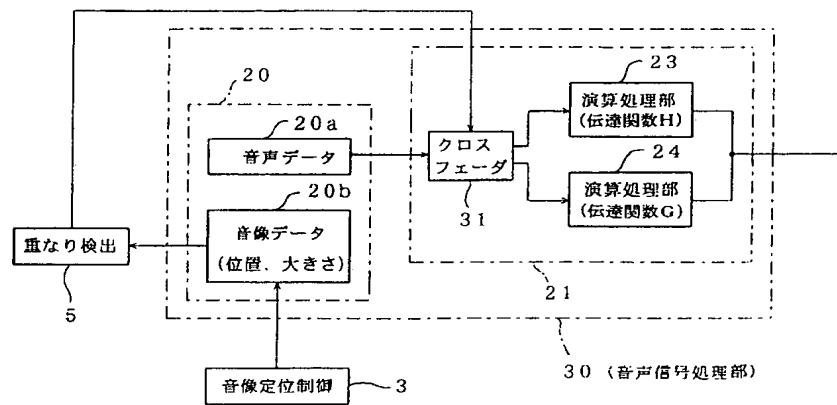 20
20a
音声データ
20b
音像データ
(位置、大きさ)
重なり検出
5
音像定位制御
3
クロス
フェーダ
31
23
演算処理部
(伝達関数H)
24
演算処理部
(伝達関数G)
21
30 (音声信号処理部)